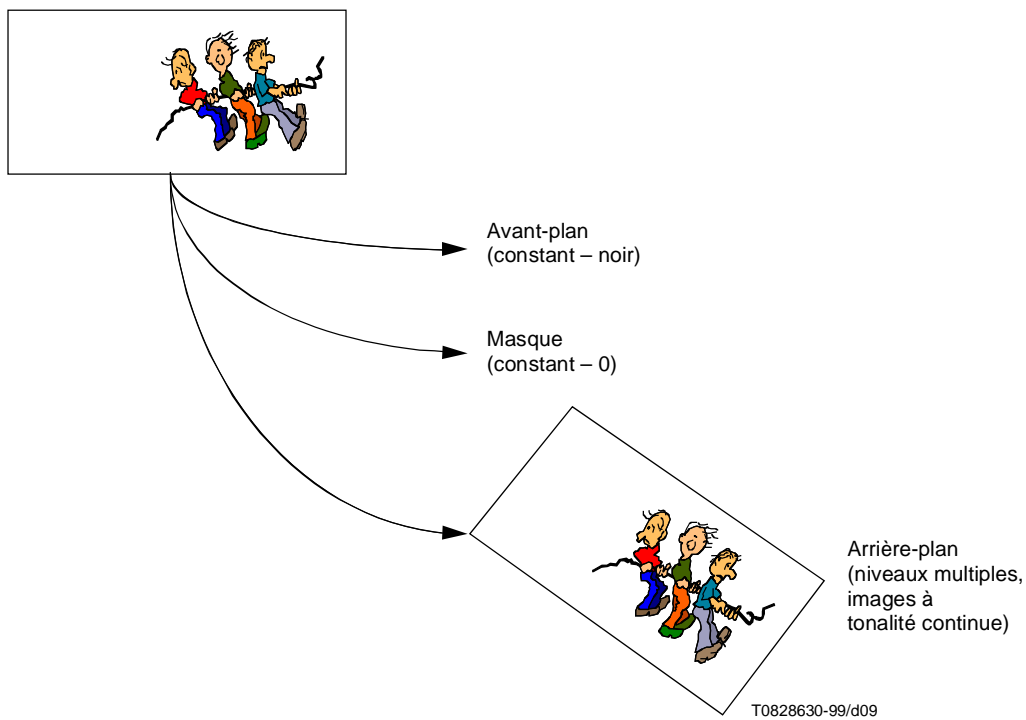 Avant-plan
(constant – noir)
Masque
(constant – 0)
Arrière-plan
(niveaux multiples,
images à
tonalité continue)
T0828630-99/d09